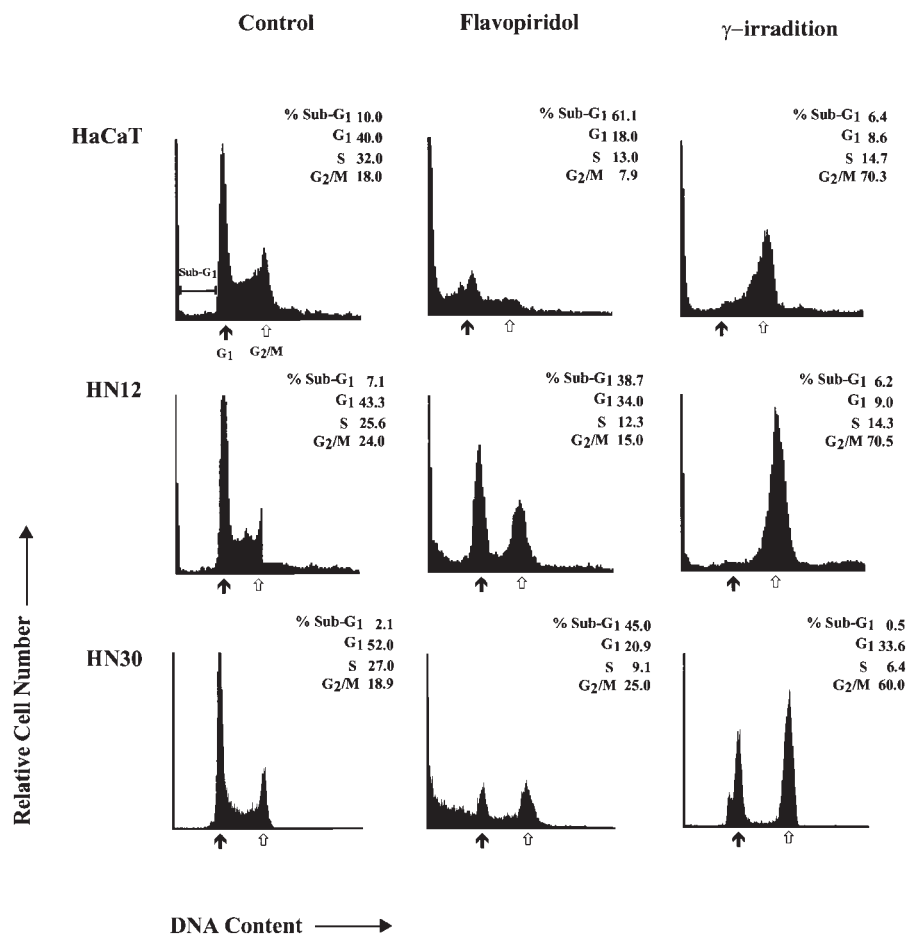 Control
Flavopiridol
γ−irradition
HaCaT
% Sub-G1 10.0
G1 40.0
S 32.0
G2/M 18.0
Sub-G1
G1
G2/M
% Sub-G1 61.1
G1 18.0
S 13.0
G2/M 7.9
% Sub-G1 6.4
G1 8.6
S 14.7
G2/M 70.3
HN12
% Sub-G1 7.1
G1 43.3
S 25.6
G2/M 24.0
% Sub-G1 38.7
G1 34.0
S 12.3
G2/M 15.0
% Sub-G1 6.2
G1 9.0
S 14.3
G2/M 70.5
HN30
% Sub-G1 2.1
G1 52.0
S 27.0
G2/M 18.9
% Sub-G1 45.0
G1 20.9
S 9.1
G2/M 25.0
% Sub-G1 0.5
G1 33.6
S 6.4
G2/M 60.0
Relative Cell Number
DNA Content